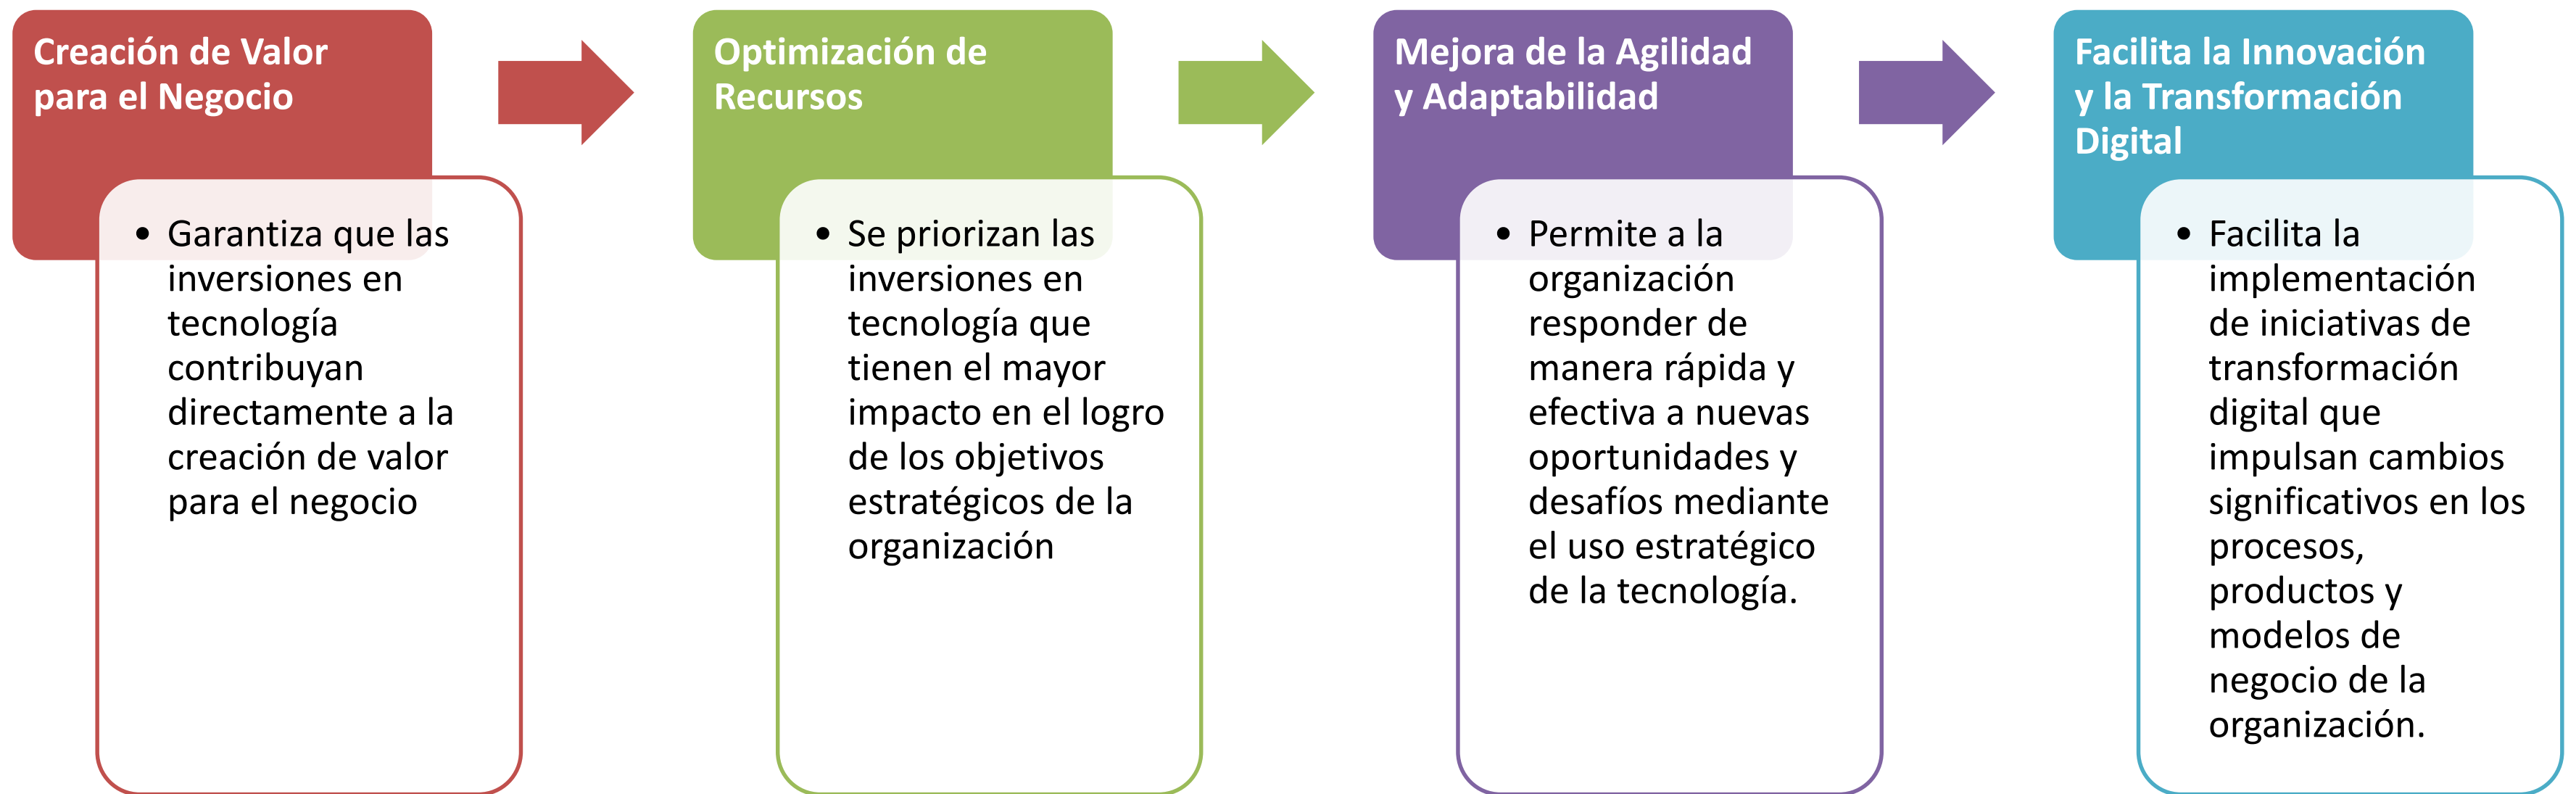 Creación de Valor
para el Negocio
• Garantiza que las
inversiones en
tecnología
contribuyan
directamente a la
creación de valor
para el negocio
Optimización de
Recursos
• Se priorizan las
inversiones en
tecnología que
tienen el mayor
impacto en el logro
de los objetivos
estratégicos de la
organización
Mejora de la Agilidad
y Adaptabilidad
• Permite a la
organización
responder de
manera rápida y
efectiva a nuevas
oportunidades y
desafíos mediante
el uso estratégico
de la tecnología.
Facilita la Innovación
y la Transformación
Digital
• Facilita la
implementación
de iniciativas de
transformación
digital que
impulsan cambios
significativos en los
procesos,
productos y
modelos de
negocio de la
organización.